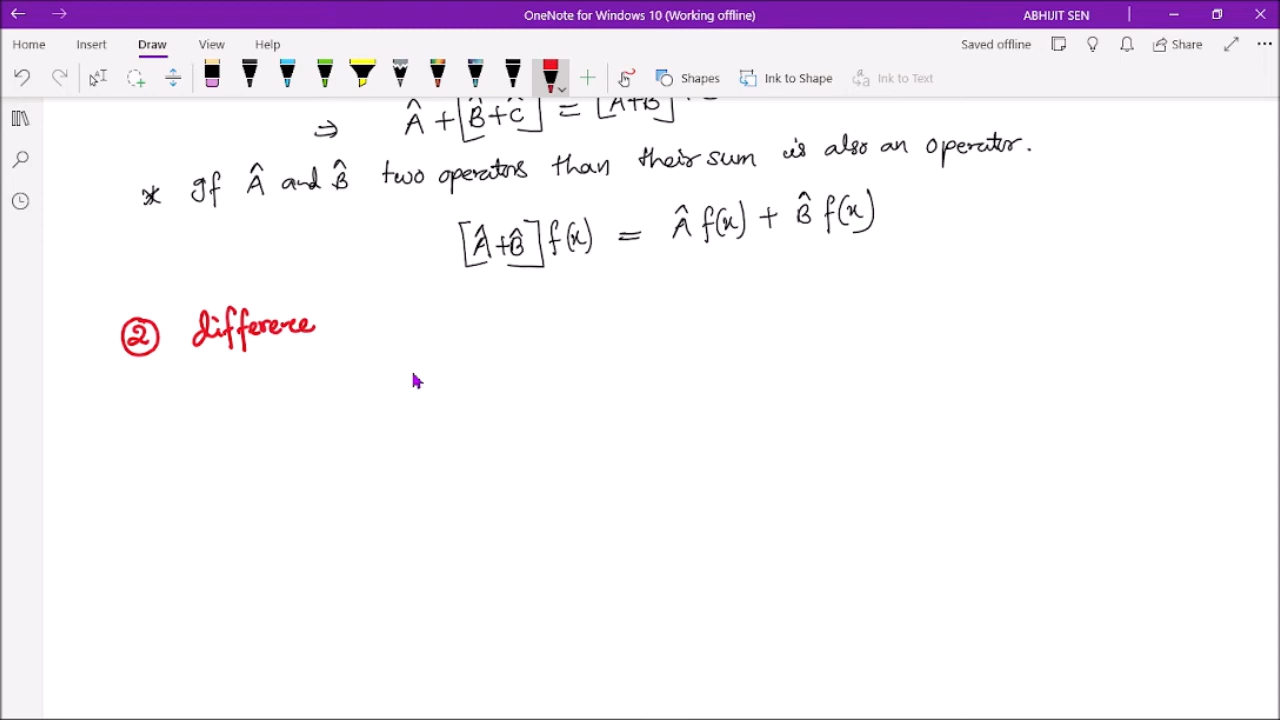 OneNote for Windows 10 (Working offline)
ABHIJIT SEN
Home Insert Draw View Help
Saved offline
Share
Shapes
Ink to Shape
Ink to Text
⇒ Â + [B̂+Ĉ] = [A+B]
* If Â and B̂ two operators than their sum is also an operator.
[Â+B̂] f(x) = Â f(x) + B̂ f(x)
② differere